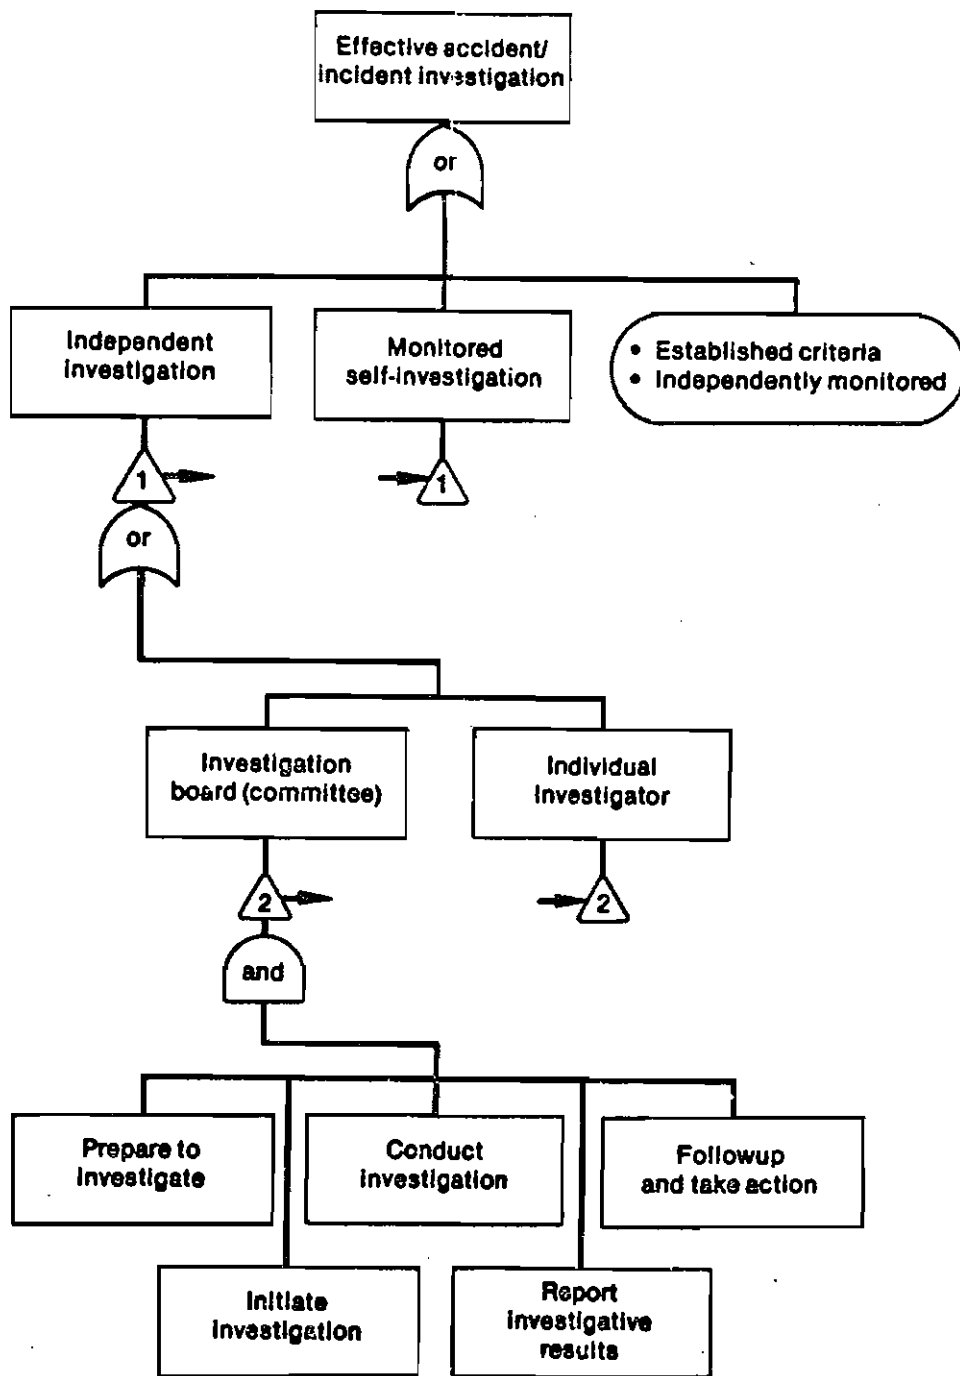 Effective accident/
incident investigation
or
Independent
investigation
Monitored
self-investigation
• Established criteria
• Independently monitored
1
1
or
Investigation
board (committee)
Individual
investigator
2
2
and
Prepare to
investigate
Conduct
investigation
Followup
and take action
Initiate
investigation
Report
investigative
results